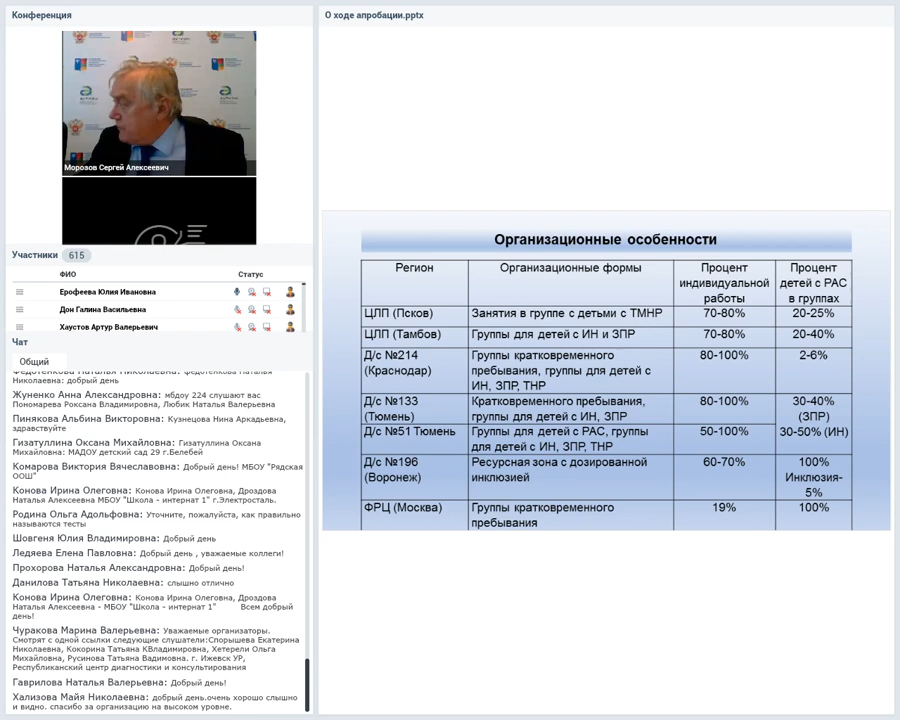 Конференция
Морозов Сергей Алексеевич
Участники 615
ФИО Статус
Ерофеева Юлия Ивановна
Дон Галина Васильевна
Хаустов Артур Валерьевич
Чат
Общий
Федотенкова Наталья Николаевна: федотенкова Наталья
Николаевна: добрый день
Жуненко Анна Александровна: мбдоу 224 слушают вас
Пономарева Роксана Владимировна, Любик Наталья Валерьевна
Пинякова Альбина Викторовна: Кузнецова Нина Аркадьевна,
здравствуйте
Гизатуллина Оксана Михайловна: Гизатуллина Оксана
Михайловна: МАДОУ детский сад 29 г.Белебей
Комарова Виктория Вячеславовна: Добрый день! МБОУ "Рядская
ООШ"
Конова Ирина Олеговна: Конова Ирина Олеговна, Дроздова
Наталья Алексеевна МБОУ "Школа - интернат 1" г.Электросталь.
Родина Ольга Адольфовна: Уточните, пожалуйста, как правильно
называются тесты
Шовгеня Юлия Владимировна: Добрый день
Ледяева Елена Павловна: Добрый день , уважаемые коллеги!
Прохорова Наталья Александровна: Добрый день!
Данилова Татьяна Николаевна: слышно отлично
Конова Ирина Олеговна: Конова Ирина Олеговна, Дроздова
Наталья Алексеевна - МБОУ "Школа - интернат 1" Всем добрый
день!
Чуракова Марина Валерьевна: Уважаемые организаторы.
Смотрят с одной ссылки следующие слушатели:Спорышева Екатерина
Николаевна, Кокорина Татьяна КВладимировна, Хетерели Ольга
Михайловна, Русинова Татьяна Вадимовна. г. Ижевск УР,
Республиканский центр диагностики и консультирования
Гаврилова Наталья Валерьевна: Добрый день!
Хализова Майя Николаевна: добрый день.очень хорошо слышно
и видно. спасибо за организацию на высоком уровне.
О ходе апробации.pptx
Организационные особенности
Регион Организационные формы Процент индивидуальной работы Процент детей с РАС в группах
ЦЛП (Псков) Занятия в группе с детьми с ТМНР 70-80% 20-25%
ЦЛП (Тамбов) Группы для детей с ИН и ЗПР 70-80% 20-40%
Д/с №214 (Краснодар) Группы кратковременного пребывания, группы для детей с ИН, ЗПР, ТНР 80-100% 2-6%
Д/с №133 (Тюмень) Кратковременного пребывания, группы для детей с ИН, ЗПР 80-100% 30-40% (ЗПР)
Д/с №51 Тюмень Группы для детей с РАС, группы для детей с ИН, ЗПР, ТНР 50-100% 30-50% (ИН)
Д/с №196 (Воронеж) Ресурсная зона с дозированной инклюзией 60-70% 100% Инклюзия- 5%
ФРЦ (Москва) Группы кратковременного пребывания 19% 100%